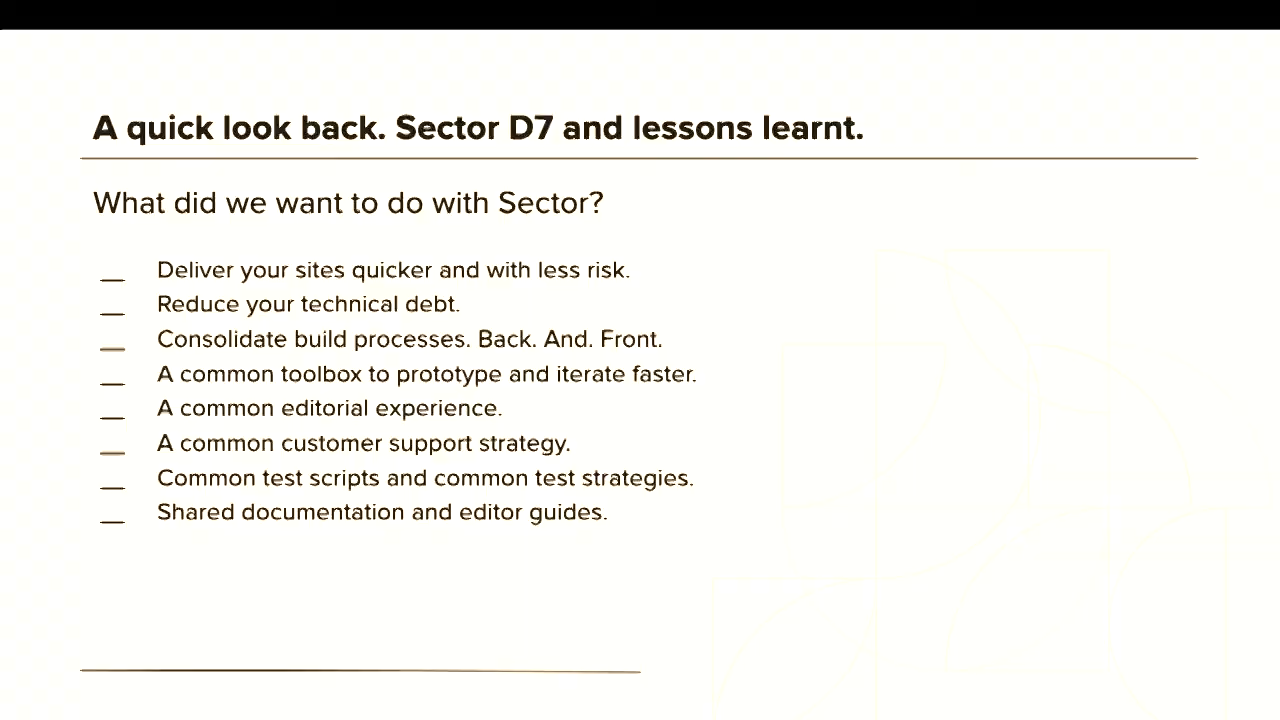 A quick look back. Sector D7 and lessons learnt.
What did we want to do with Sector?
__ Deliver your sites quicker and with less risk.
__ Reduce your technical debt.
__ Consolidate build processes. Back. And. Front.
__ A common toolbox to prototype and iterate faster.
__ A common editorial experience.
__ A common customer support strategy.
__ Common test scripts and common test strategies.
__ Shared documentation and editor guides.